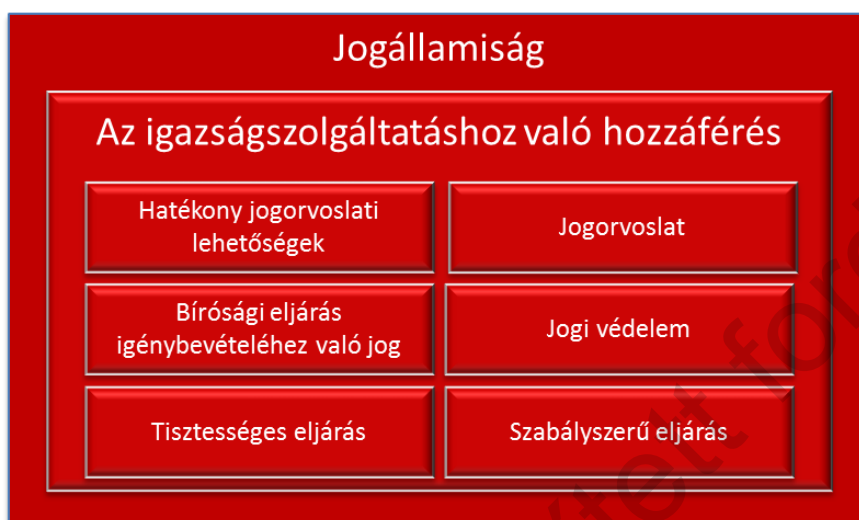 Jogállamiság
Az igazságszolgáltatáshoz való hozzáférés
Hatékony jogorvoslati
lehetőségek
Jogorvoslat
Bírósági eljárás
igénybevételéhez való jog
Jogi védelem
Tisztességes eljárás
Szabályszerű eljárás